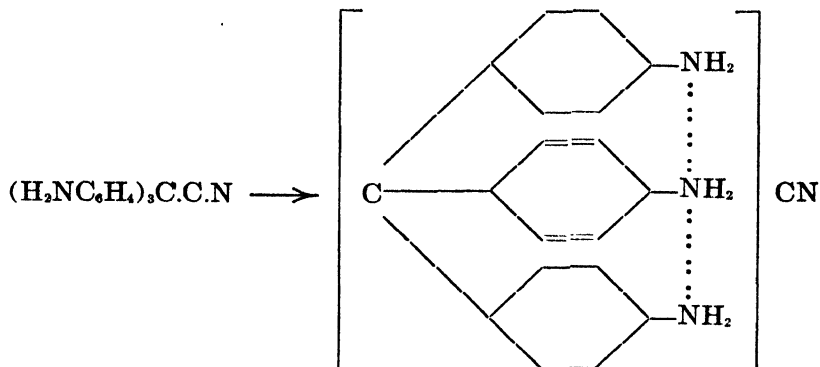 NH₂
(H₂NC₆H₄)₃C.C.N → C NH₂ CN
NH₂